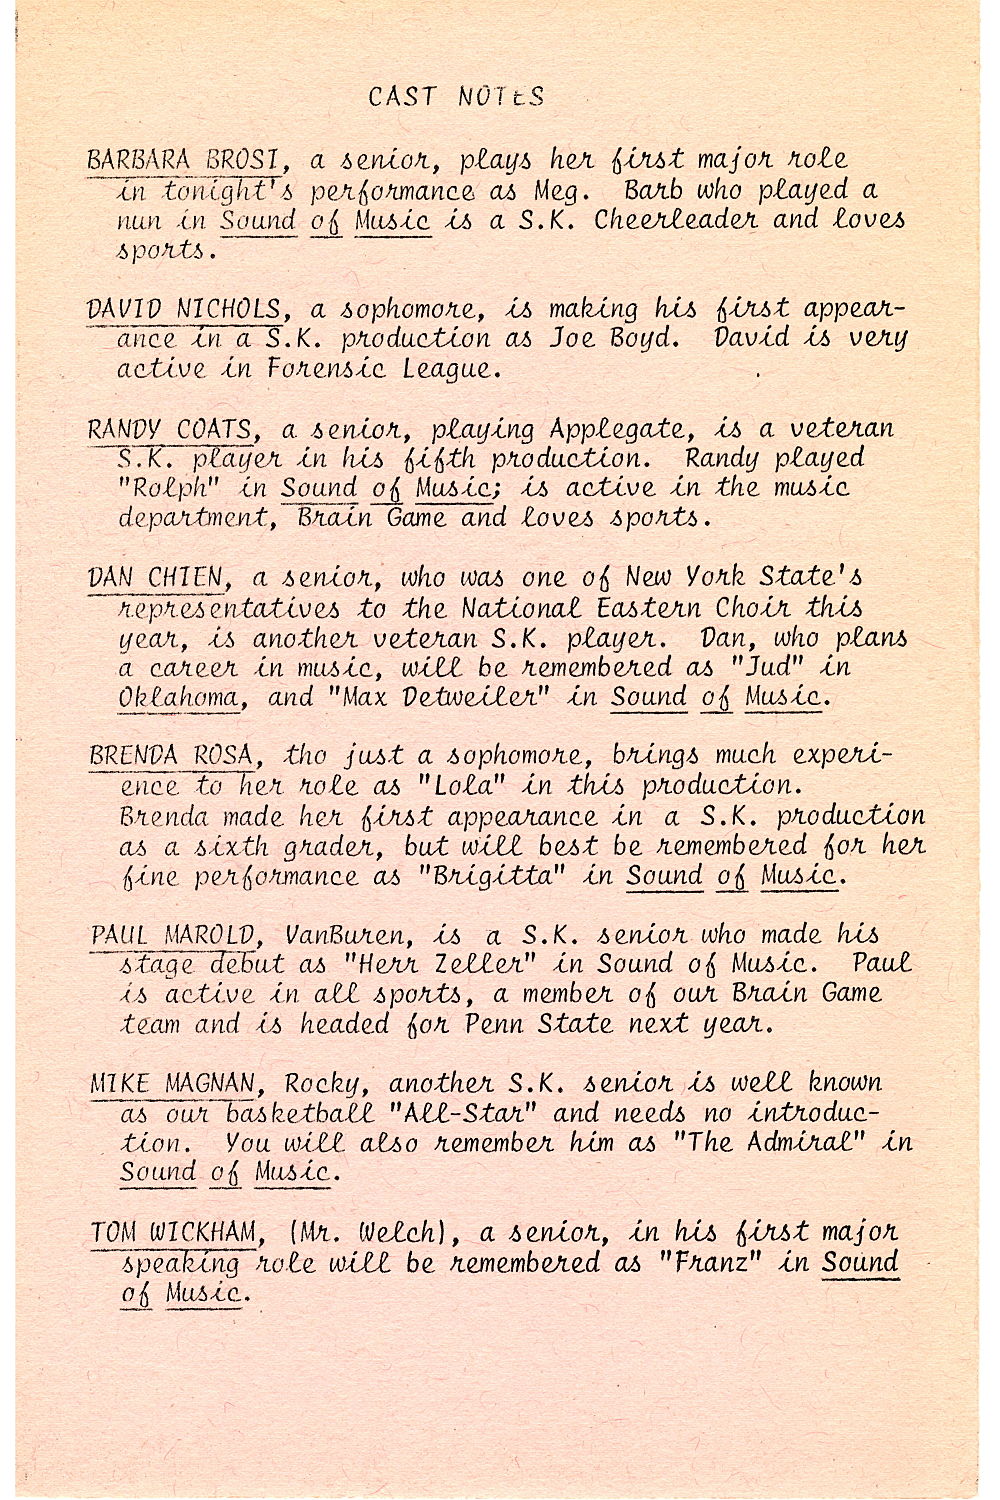 CAST NOTES
BARBARA BROSI, a senior, plays her first major role
in tonight's performance as Meg. Barb who played a
nun in Sound of Music is a S.K. Cheerleader and loves
sports.
DAVID NICHOLS, a sophomore, is making his first appear-
ance in a S.K. production as Joe Boyd. David is very
active in Forensic League.
RANDY COATS, a senior, playing Applegate, is a veteran
S.K. player in his fifth production. Randy played
"Rolph" in Sound of Music; is active in the music
department, Brain Game and loves sports.
DAN CHIEN, a senior, who was one of New York State's
representatives to the National Eastern Choir this
year, is another veteran S.K. player. Dan, who plans
a career in music, will be remembered as "Jud" in
Oklahoma, and "Max Detweiler" in Sound of Music.
BRENDA ROSA, tho just a sophomore, brings much experi-
ence to her role as "Lola" in this production.
Brenda made her first appearance in a S.K. production
as a sixth grader, but will best be remembered for her
fine performance as "Brigitta" in Sound of Music.
PAUL MAROLD, VanBuren, is a S.K. senior who made his
stage debut as "Herr Zeller" in Sound of Music. Paul
is active in all sports, a member of our Brain Game
team and is headed for Penn State next year.
MIKE MAGNAN, Rocky, another S.K. senior is well known
as our basketball "All-Star" and needs no introduc-
tion. You will also remember him as "The Admiral" in
Sound of Music.
TOM WICKHAM, (Mr. Welch), a senior, in his first major
speaking role will be remembered as "Franz" in Sound
of Music.